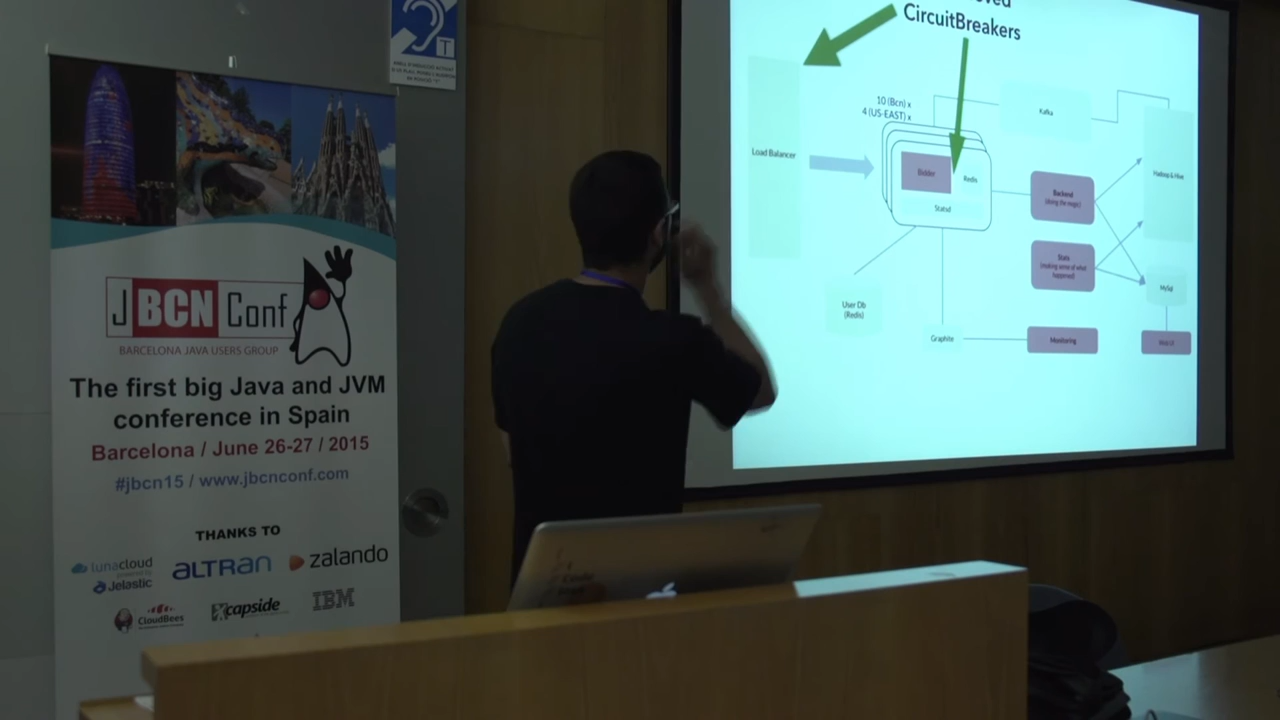 T
JBCNConf
BARCELONA JAVA USERS GROUP
The first big Java and JVM
conference in Spain
Barcelona / June 26-27 / 2015
#jbcn15 / www.jbcnconf.com
THANKS TO
lunacloud
powered by
Jelastic
ALTRAN
zalando
CloudBees
capside
IBM
CircuitBreakers
10 (Bcn) x
4 (US-EAST) x
Kafka
Load Balancer
Bidder
Redis
Statsd
Backend
(doing the magic)
Hadoop & Hive
Stats
(making sense of what
happened)
MySql
User Db
(Redis)
Graphite
Monitoring